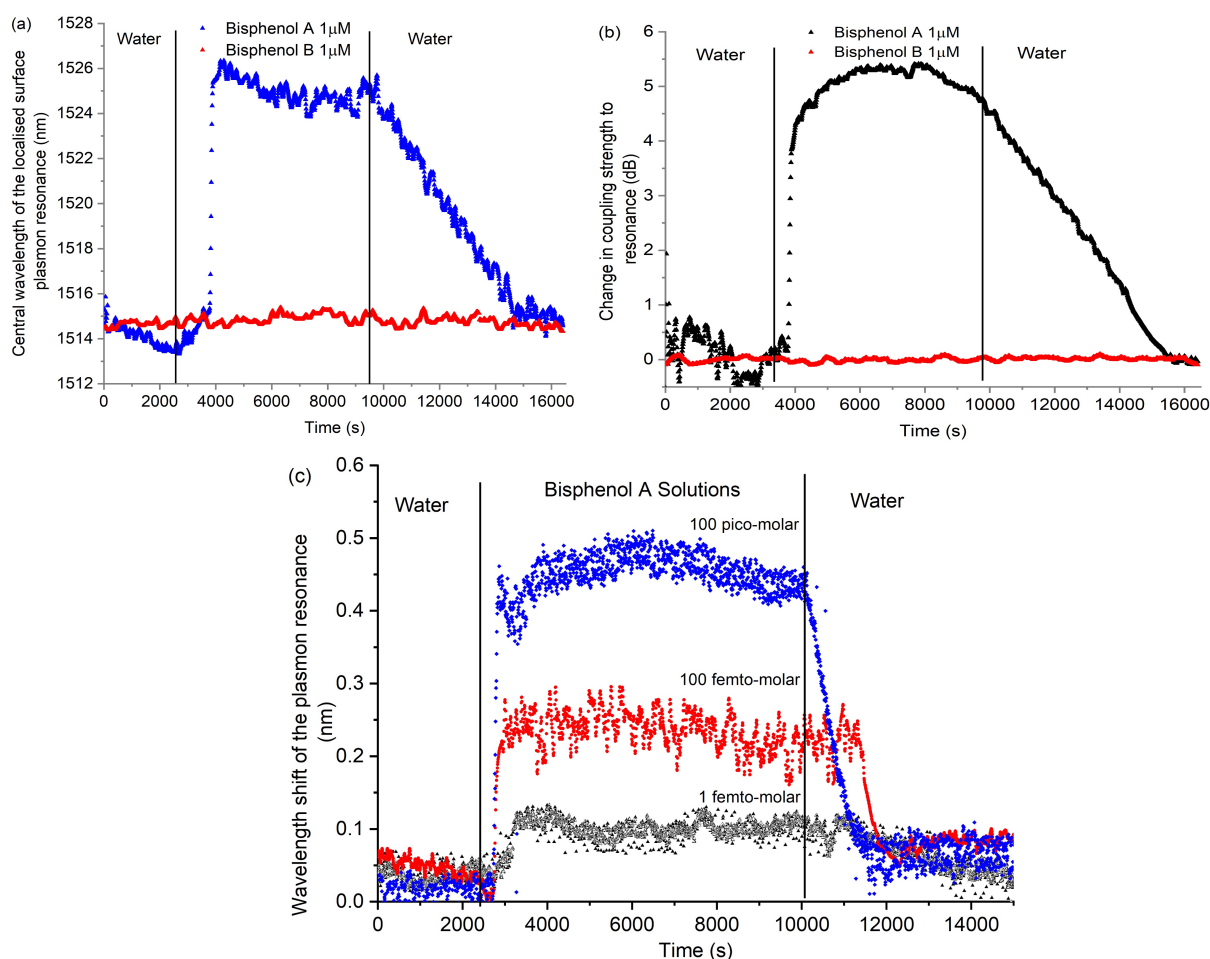 (a)
1528
1526
1524
1522
1520
1518
1516
1514
1512
Central wavelength of the localised surface
plasmon resonance (nm)
Water
Bisphenol A 1μM
Bisphenol B 1μM
Water
0 2000 4000 6000 8000 10000 12000 14000 16000
Time (s)
(b)
6
5
4
3
2
1
0
Change in coupling strength to
resonance (dB)
Water
Bisphenol A 1μM
Bisphenol B 1μM
Water
0 2000 4000 6000 8000 10000 12000 14000 16000
Time (s)
(c)
0.6
0.5
0.4
0.3
0.2
0.1
0.0
Wavelength shift of the plasmon resonance
(nm)
Water
Bisphenol A Solutions
Water
100 pico-molar
100 femto-molar
1 femto-molar
0 2000 4000 6000 8000 10000 12000 14000
Time (s)